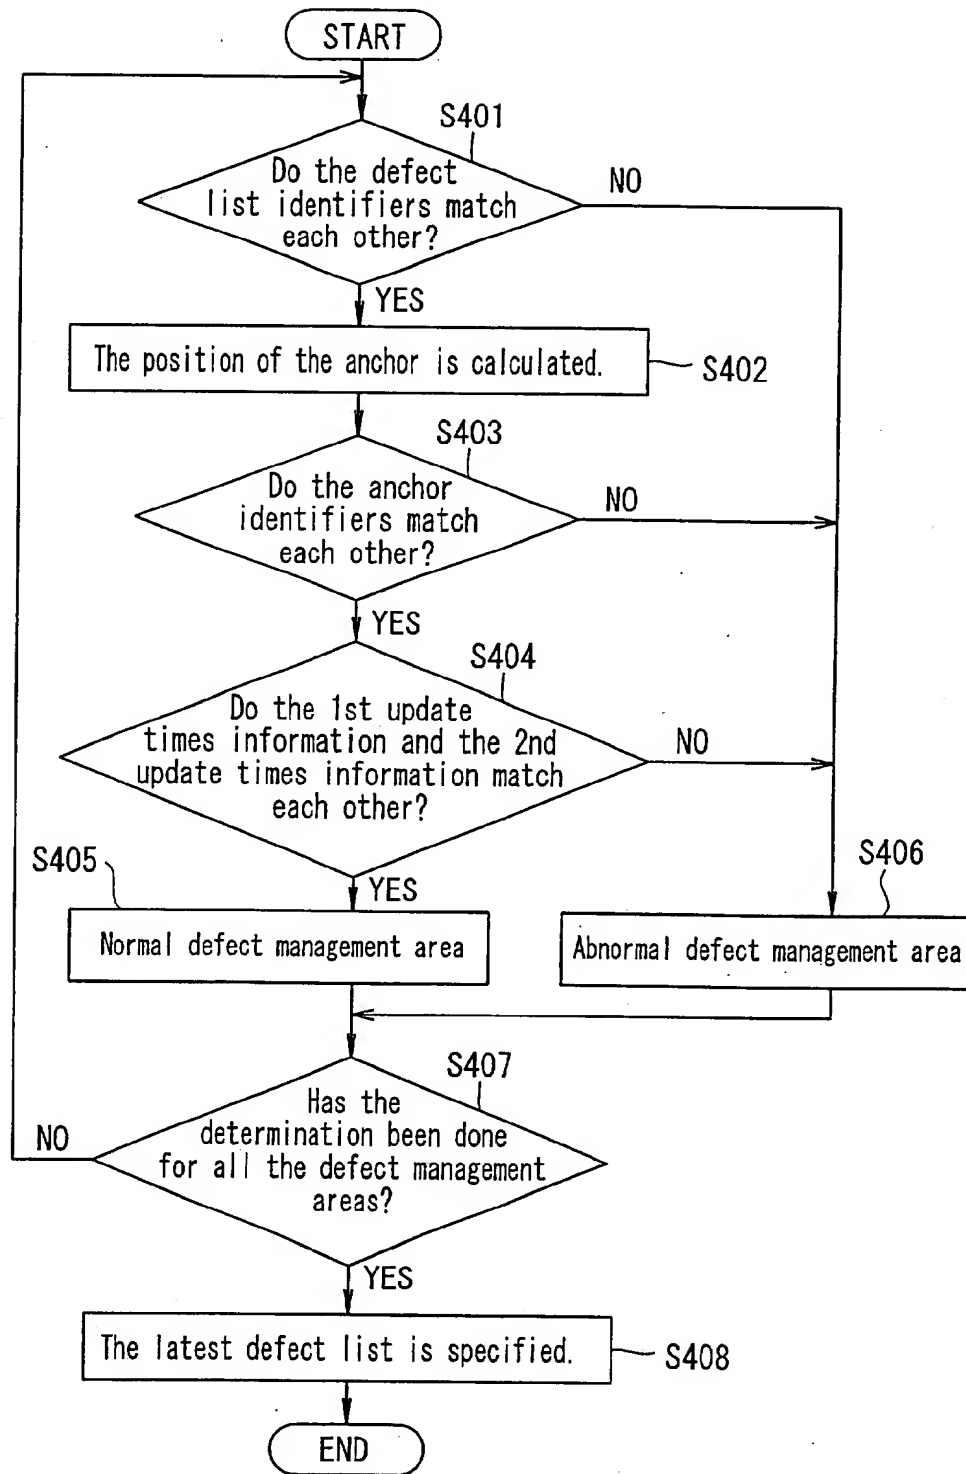 START
S401
Do the defect
list identifiers match
each other?
NO
YES
The position of the anchor is calculated.
S402
S403
Do the anchor
identifiers match
each other?
NO
YES
S404
Do the 1st update
times information and the 2nd
update times information match
each other?
NO
S405
YES
S406
Normal defect management area
Abnormal defect management area
S407
Has the
determination been done
for all the defect management
areas?
NO
YES
The latest defect list is specified.
S408
END